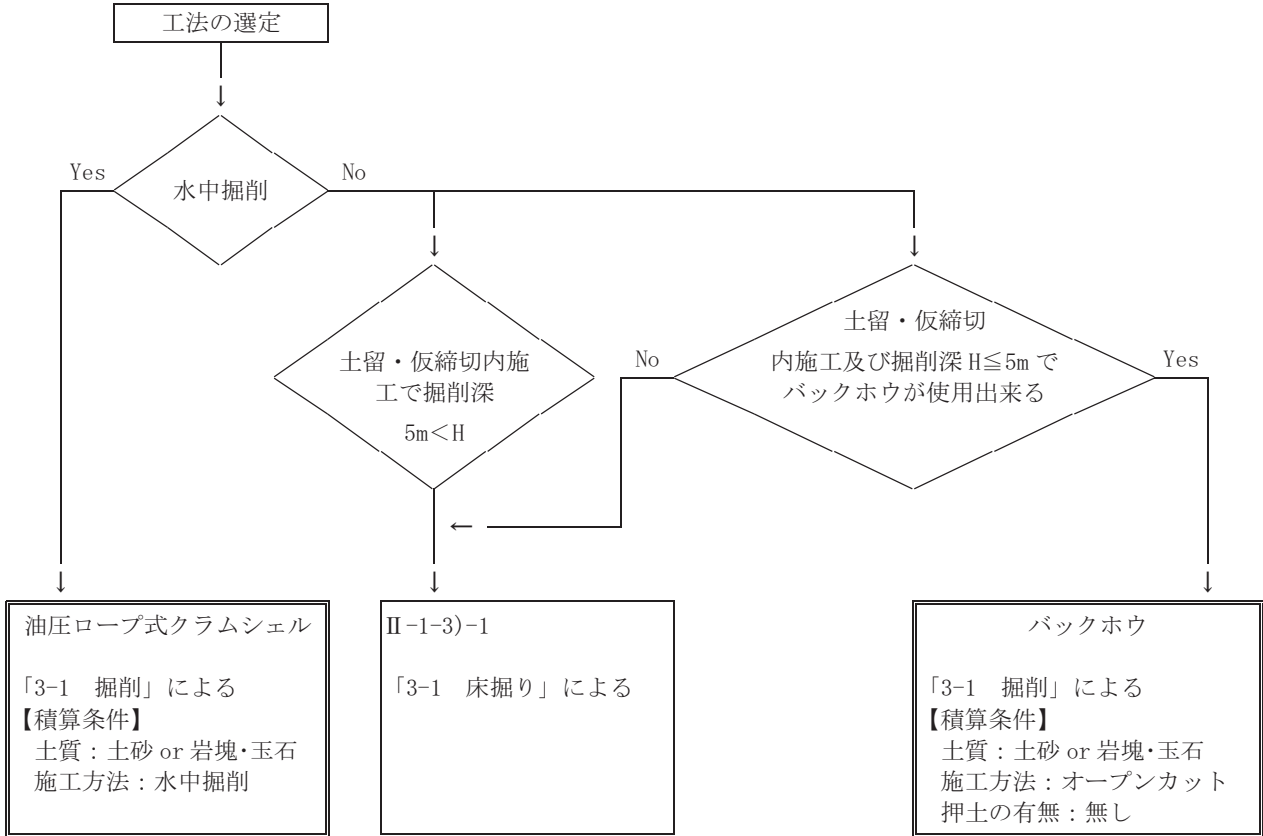 工法の選定
Yes
水中掘削
No
↓
↓
↓
土留・仮締切内施
工で掘削深
5m＜H
No
土留・仮締切
内施工及び掘削深 H≦5m で
バックホウが使用出来る
Yes
←
↓
↓
↓
油圧ロープ式クラムシェル
「3-1　掘削」による
【積算条件】
土質：土砂 or 岩塊・玉石
施工方法：水中掘削
Ⅱ-1-3)-1
「3-1　床掘り」による
バックホウ
「3-1　掘削」による
【積算条件】
土質：土砂 or 岩塊・玉石
施工方法：オープンカット
押土の有無：無し